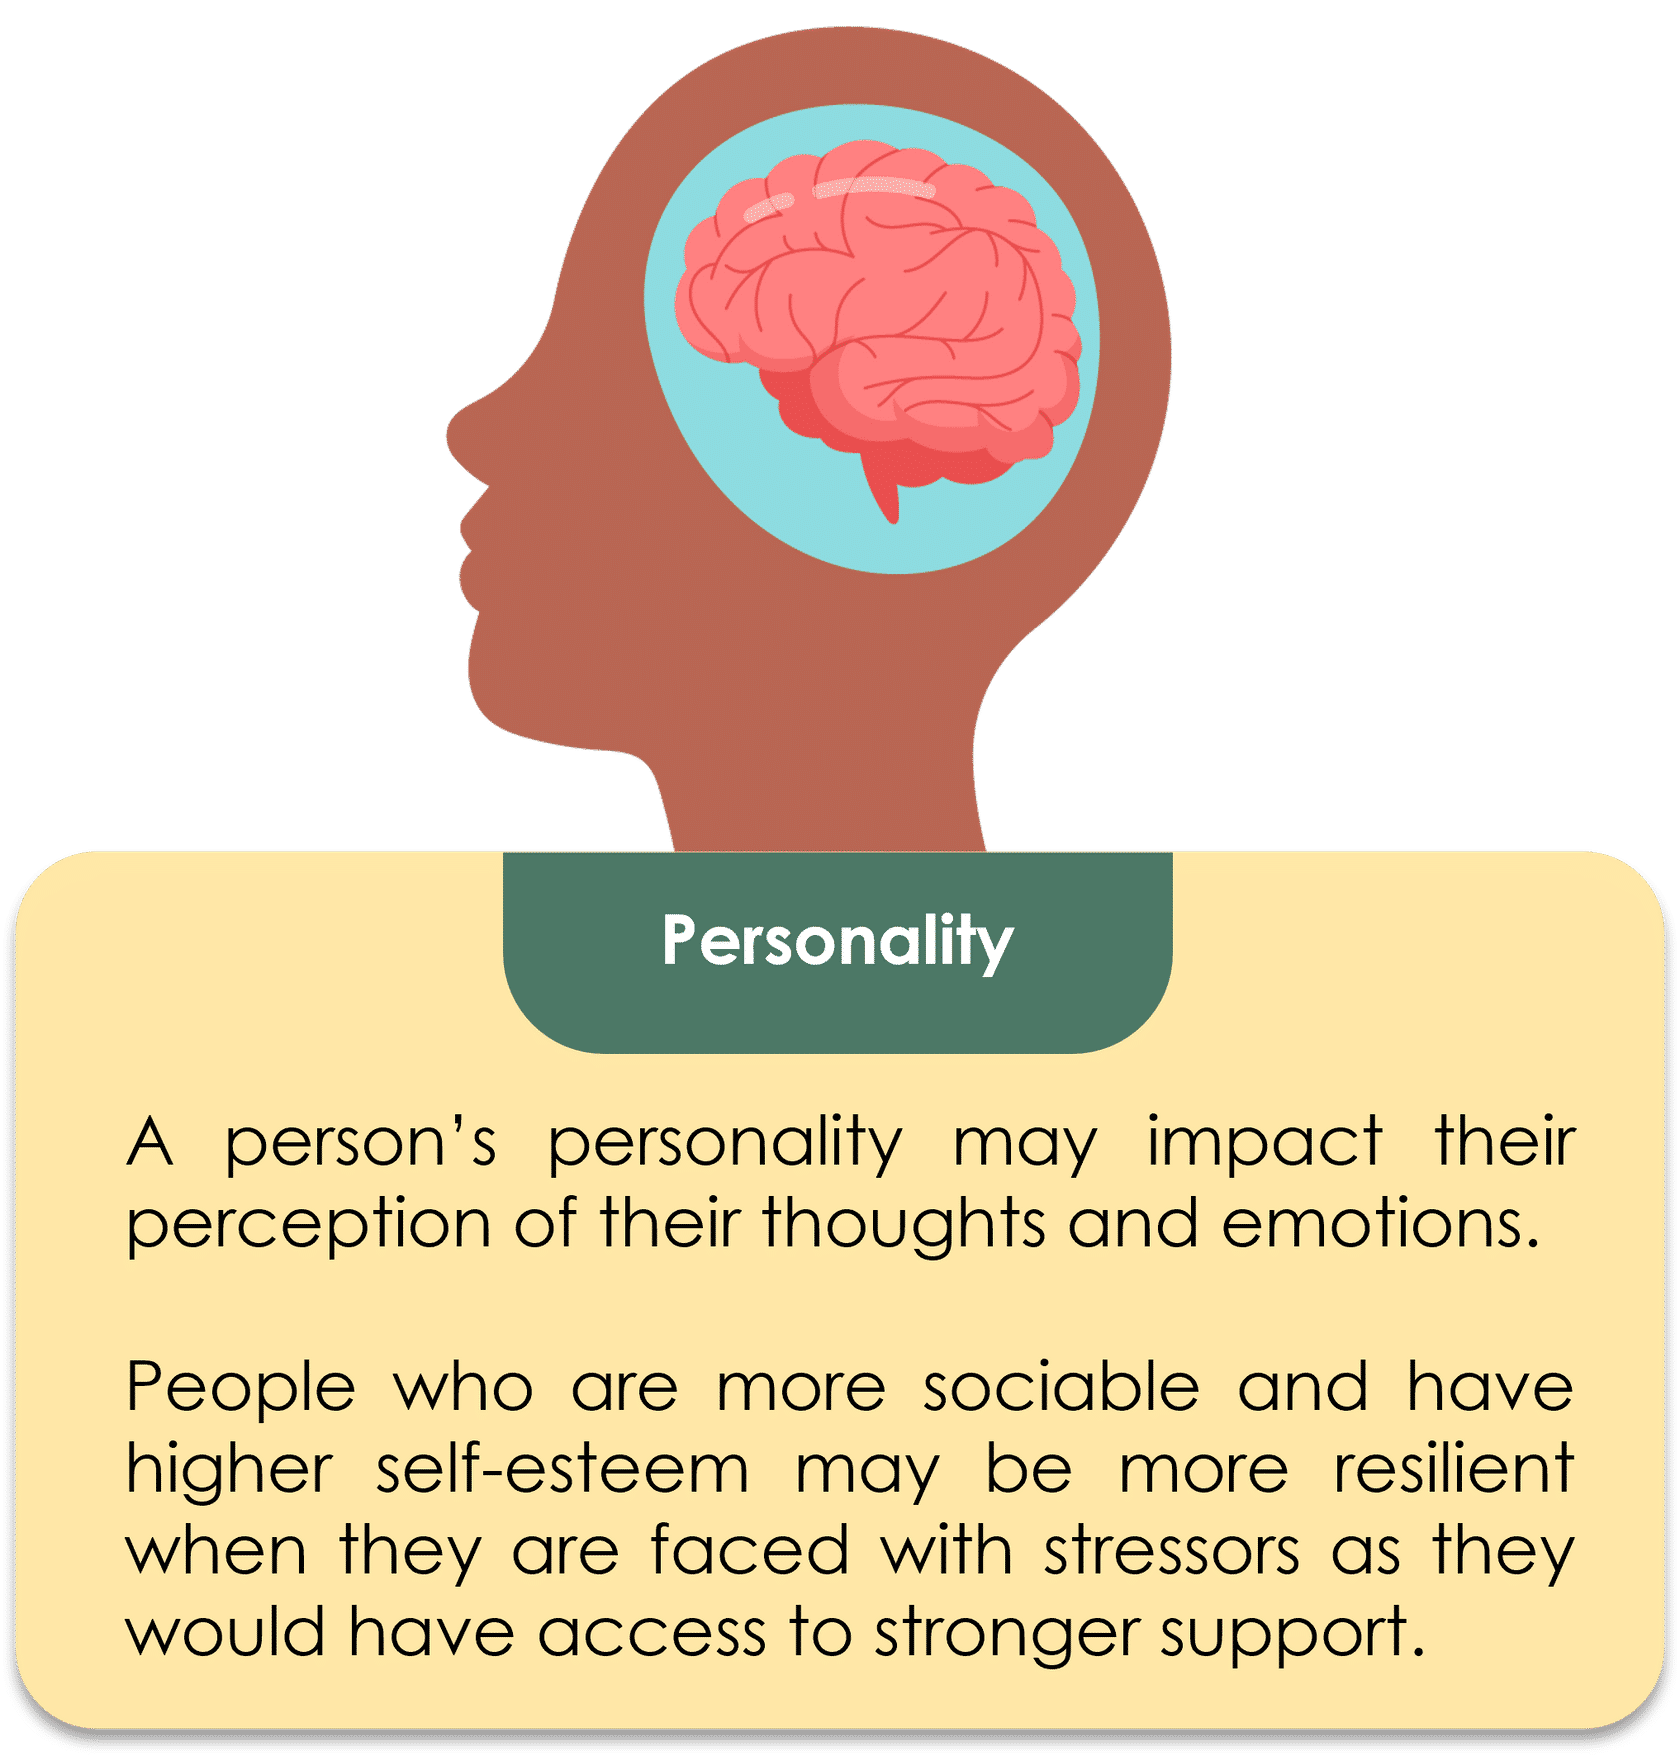 Personality
A person’s personality may impact their
perception of their thoughts and emotions.
People who are more sociable and have
higher self-esteem may be more resilient
when they are faced with stressors as they
would have access to stronger support.